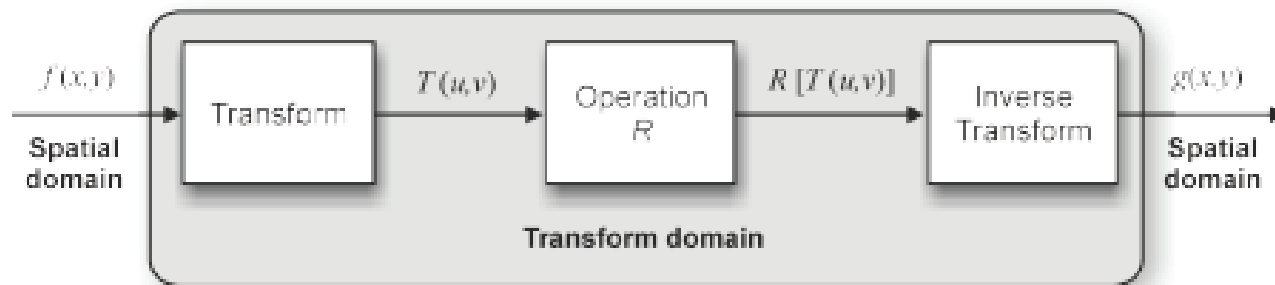 f(x,y)
Spatial
domain
Transform
T(u,v)
Operation
R
R [T(u,v)]
Inverse
Transform
g(x,y)
Spatial
domain
Transform domain